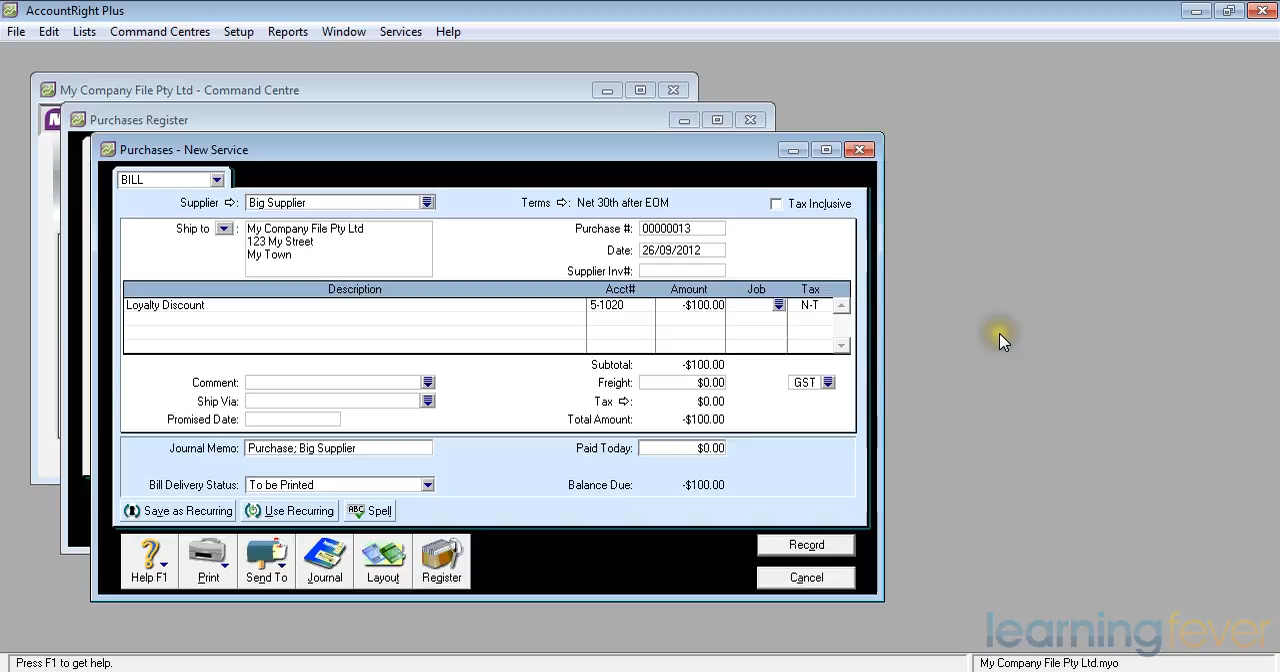 AccountRight Plus
File Edit Lists Command Centres Setup Reports Window Services Help
My Company File Pty Ltd - Command Centre
Purchases Register
Purchases - New Service
BILL
Supplier Big Supplier Terms : Net 30th after EOM Tax Inclusive
Ship to : My Company File Pty Ltd Purchase #: 00000013
123 My Street Date: 26/09/2012
My Town
Supplier Inv#:
Description Acct# Amount Job Tax
Loyalty Discount 5-1020 -$100.00 N-T
Subtotal: -$100.00
Comment: Freight: $0.00 GST
Ship Via: Tax : $0.00
Promised Date: Total Amount: -$100.00
Journal Memo: Purchase; Big Supplier Paid Today: $0.00
Bill Delivery Status: To be Printed Balance Due: -$100.00
Save as Recurring Use Recurring ABC Spell
Record
Help F1 Print Send To Journal Layout Register
Cancel
learningfever
Press F1 to get help. My Company File Pty Ltd.myo